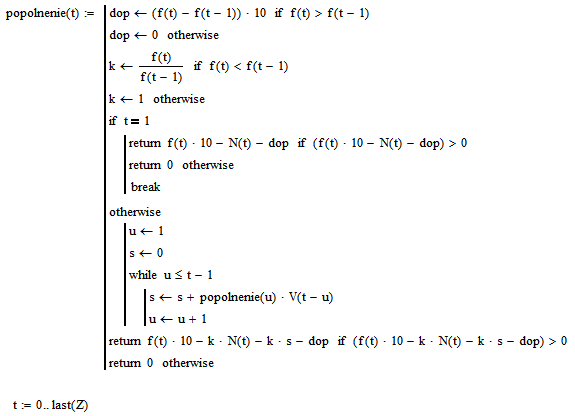 popolnenie(t) := dop ← (f(t) − f(t − 1)) · 10 if f(t) > f(t − 1)
dop ← 0 otherwise
k ← f(t) / f(t − 1) if f(t) < f(t − 1)
k ← 1 otherwise
if t = 1
return f(t) · 10 − N(t) − dop if (f(t) · 10 − N(t) − dop) > 0
return 0 otherwise
break
otherwise
u ← 1
s ← 0
while u ≤ t − 1
s ← s + popolnenie(u) · V(t − u)
u ← u + 1
return f(t) · 10 − k · N(t) − k · s − dop if (f(t) · 10 − k · N(t) − k · s − dop) > 0
return 0 otherwise
t := 0.. last(Z)